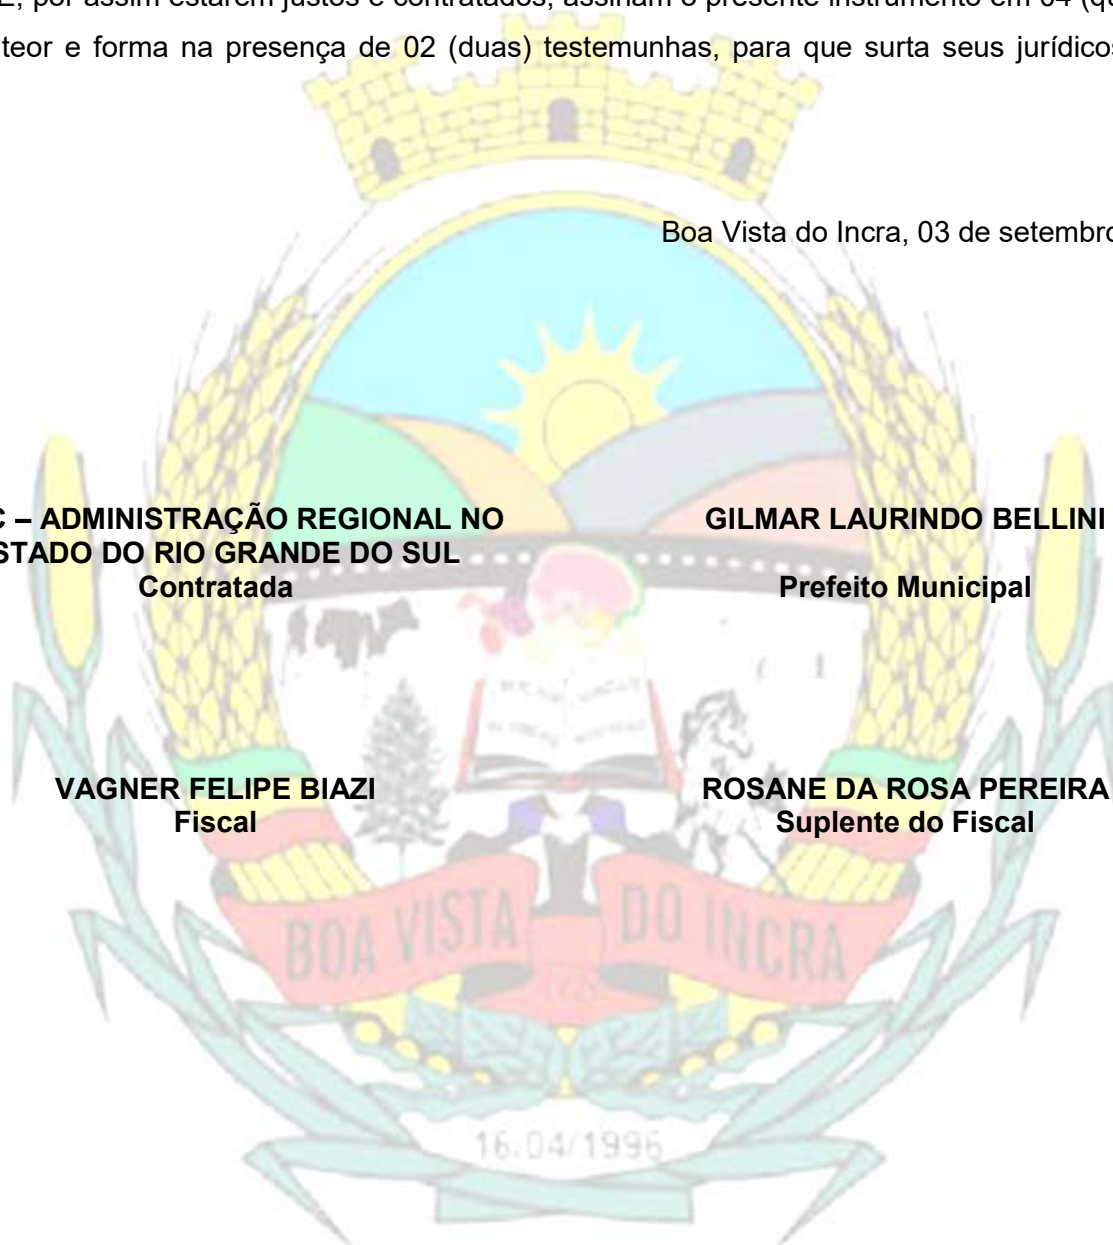 E, por assim estarem justos e contratados, assinam o presente instrumento em 04 (qu
teor e forma na presença de 02 (duas) testemunhas, para que surta seus jurídicos
Boa Vista do Incra, 03 de setembro
C – ADMINISTRAÇÃO REGIONAL NO
STADO DO RIO GRANDE DO SUL
Contratada
GILMAR LAURINDO BELLINI
Prefeito Municipal
VAGNER FELIPE BIAZI
Fiscal
ROSANE DA ROSA PEREIRA
Suplente do Fiscal
BOA VISTA DO INCRA
16.04/1996